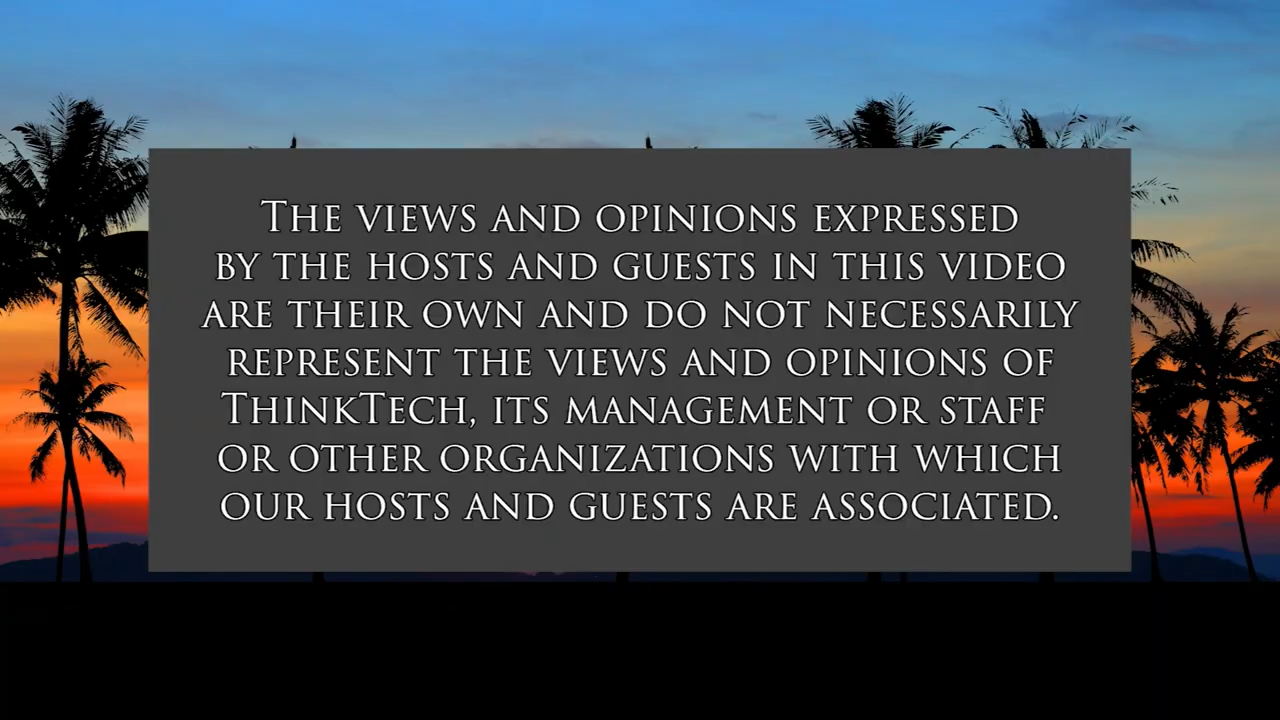 The views and opinions expressed
by the hosts and guests in this video
are their own and do not necessarily
represent the views and opinions of
ThinkTech, its management or staff
or other organizations with which
our hosts and guests are associated.